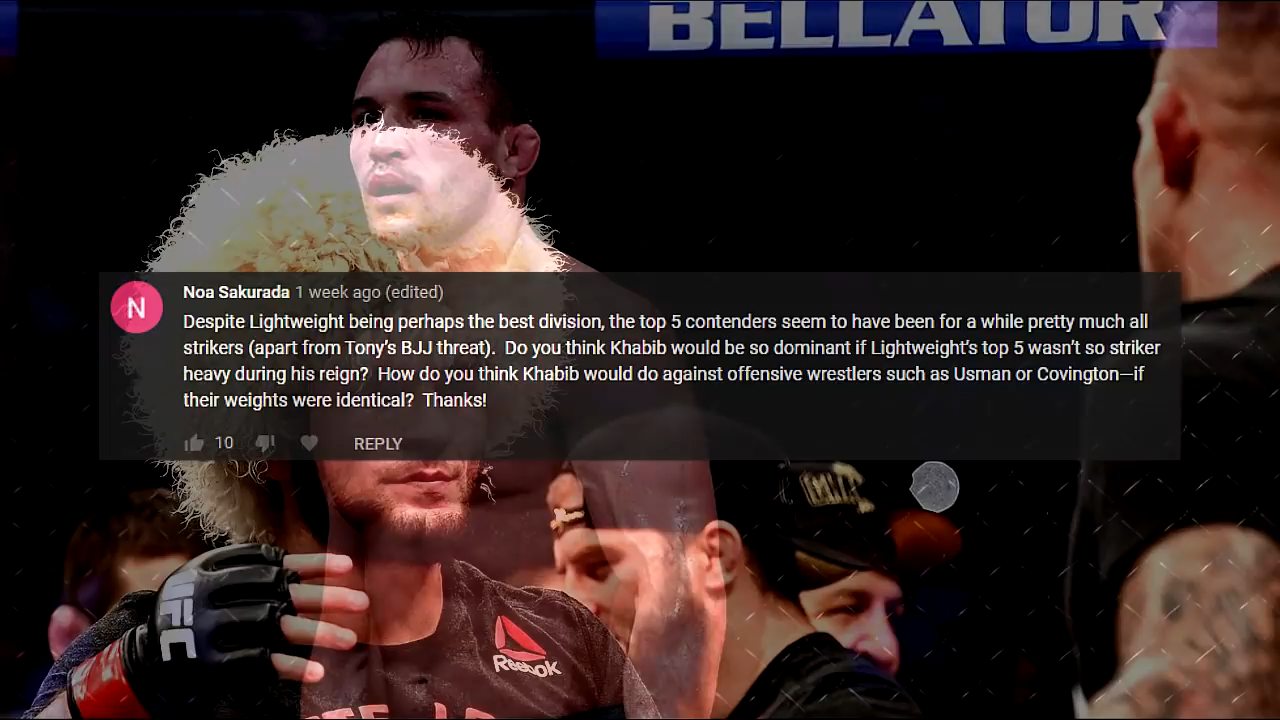 BELLATOR
N
Noa Sakurada 1 week ago (edited)
Despite Lightweight being perhaps the best division, the top 5 contenders seem to have been for a while pretty much all
strikers (apart from Tony's BJJ threat).  Do you think Khabib would be so dominant if Lightweight's top 5 wasn't so striker
heavy during his reign?  How do you think Khabib would do against offensive wrestlers such as Usman or Covington—if
their weights were identical?  Thanks!
10
REPLY
UFC
Reebok